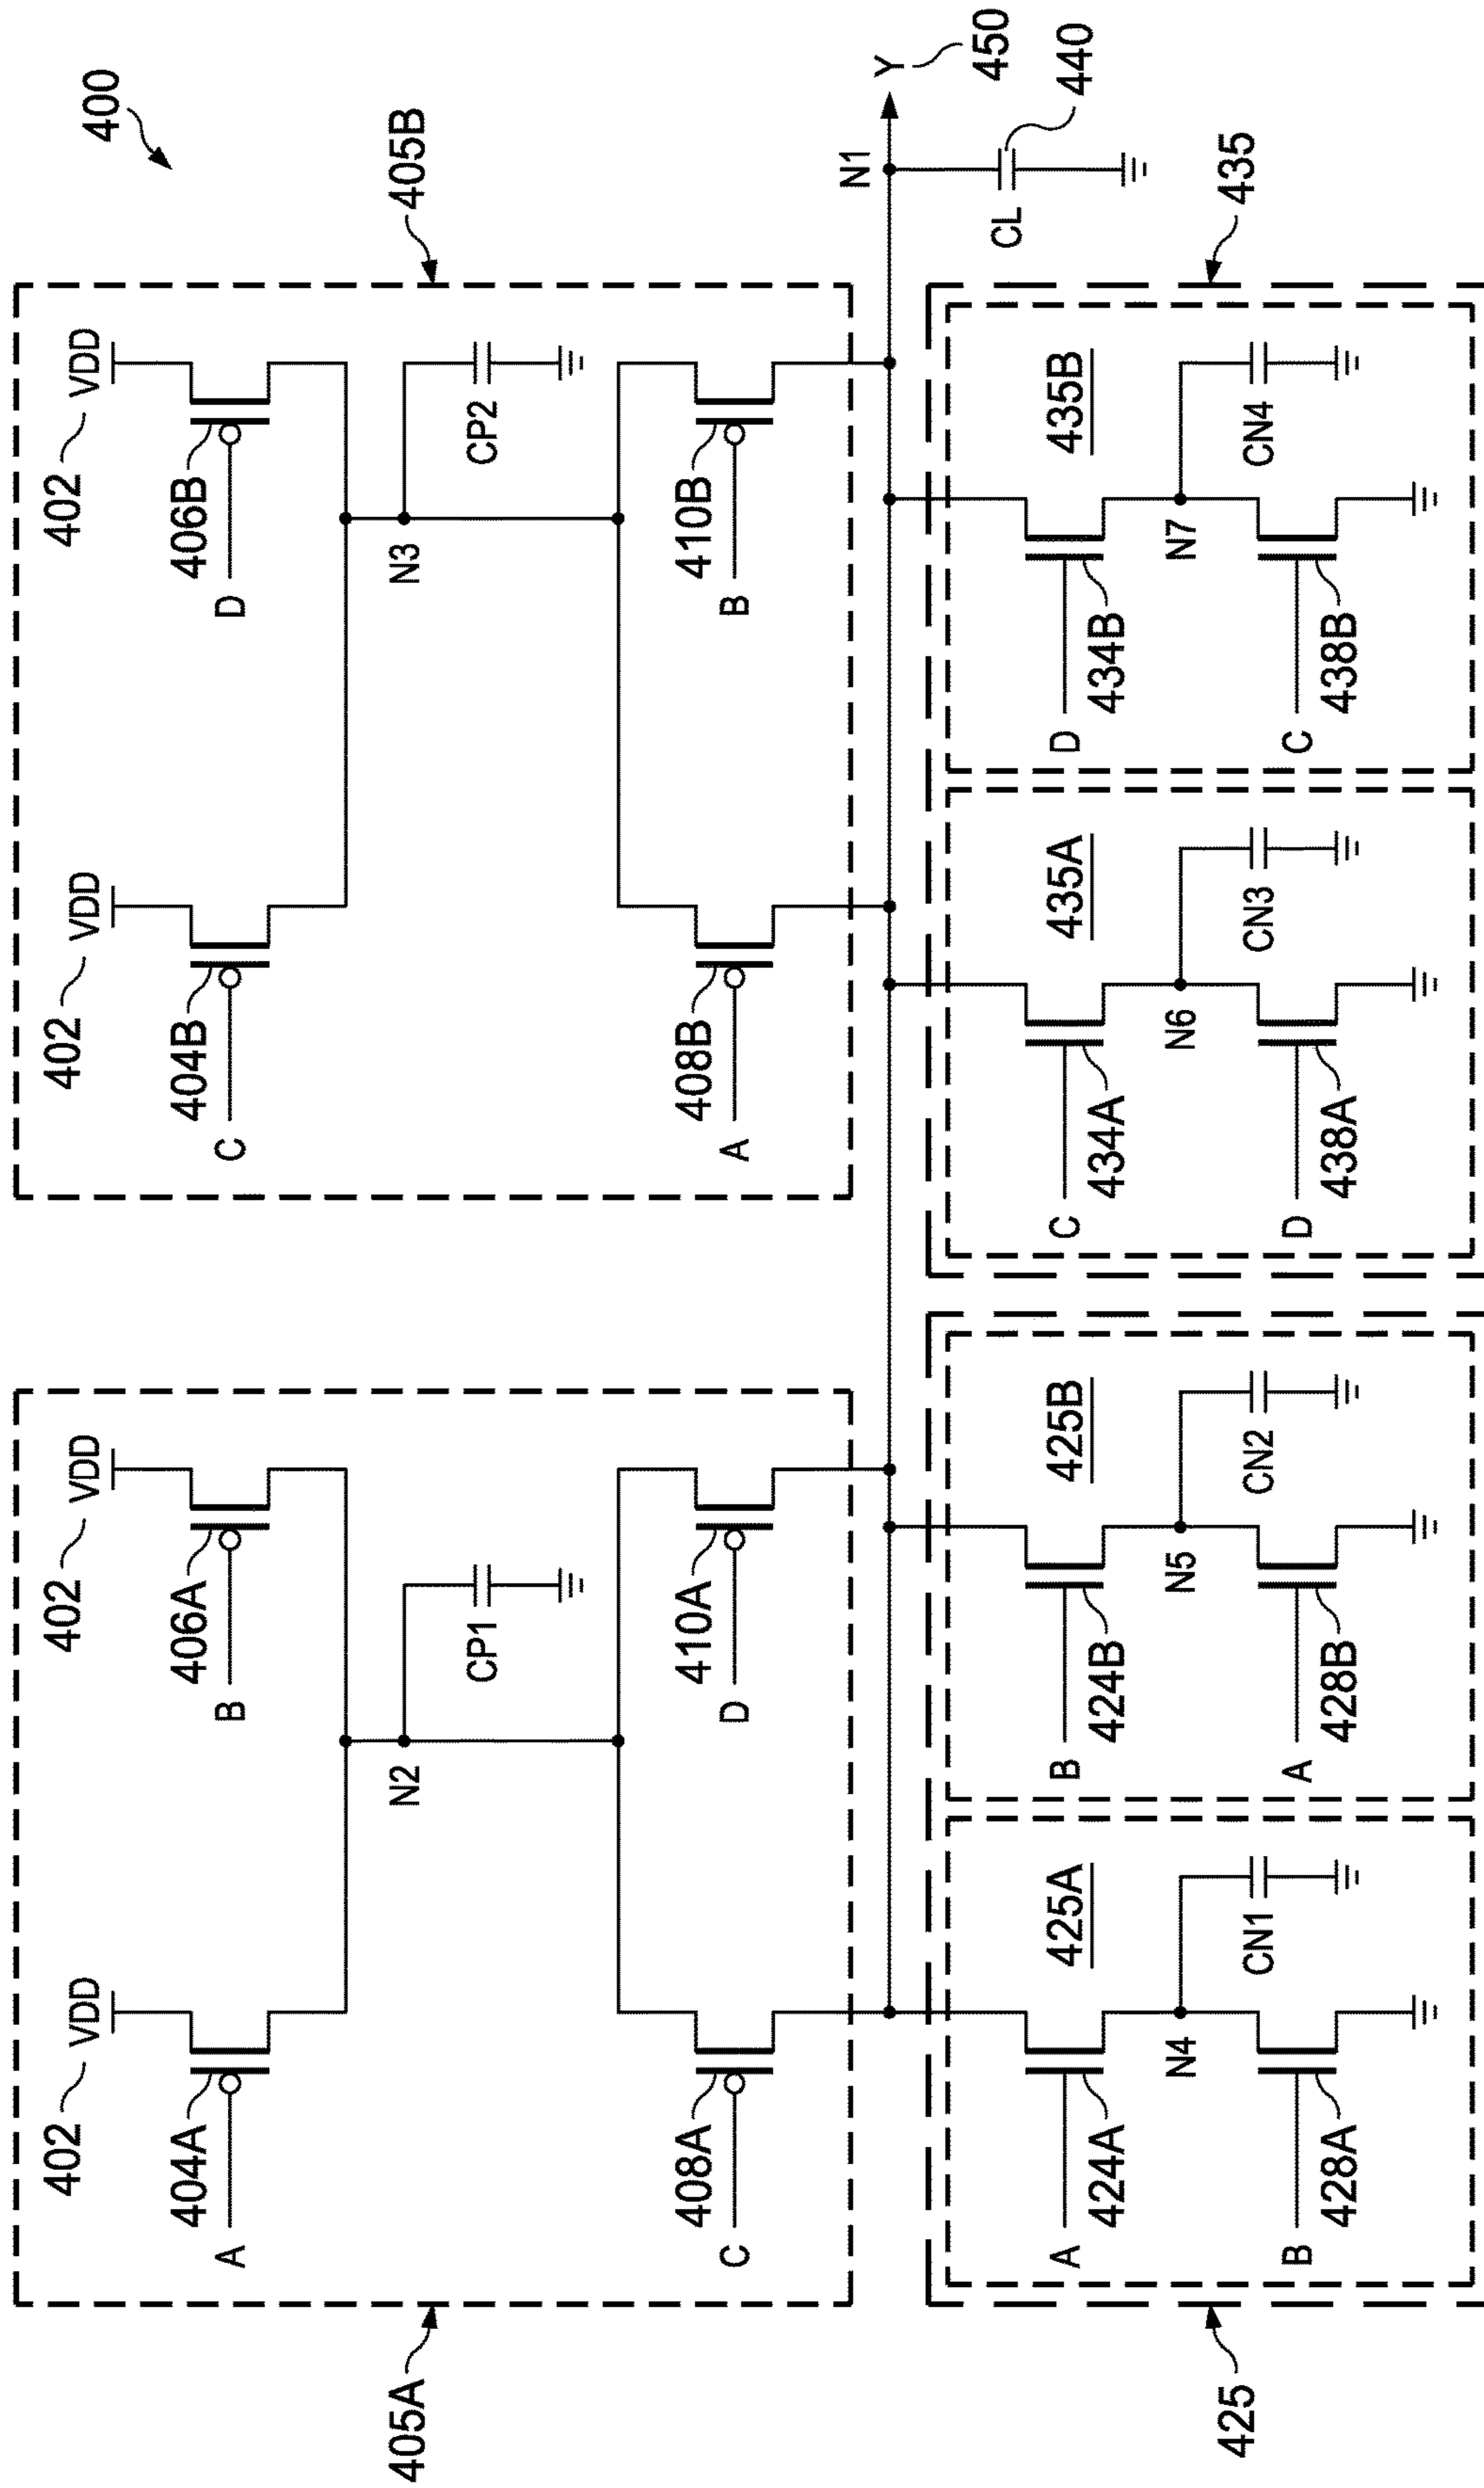 400
405A
405B
402
VDD
402
VDD
402
VDD
402
VDD
404A
A
406A
B
404B
C
406B
D
N2
CP1
N3
CP2
408A
C
410A
D
408B
A
410B
B
N1
Y
450
CL
440
425
425A
A
424A
N4
CN1
B
428A
425B
B
424B
N5
CN2
A
428B
435
435A
C
434A
N6
CN3
D
438A
435B
D
434B
N7
CN4
C
438B